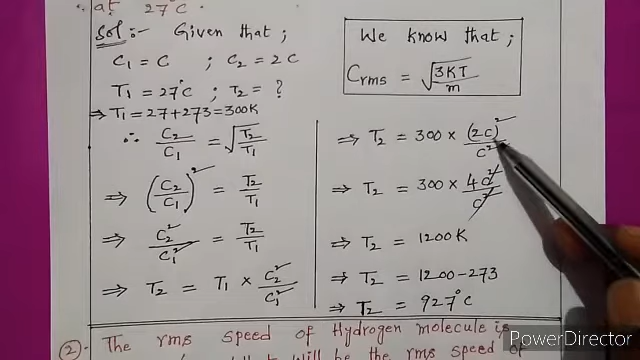 at 27°C.
Sol:- Given that ;
C₁ = C ; C₂ = 2C
T₁ = 27°C ; T₂ = ?
⇒ T₁ = 27+273 = 300K
∴ C₂/C₁ = √(T₂/T₁)
⇒ (C₂/C₁)² = T₂/T₁
⇒ C₂²/C₁² = T₂/T₁
⇒ T₂ = T₁ × C₂²/C₁²
We know that ;
Crms = √(3KT/m)
⇒ T₂ = 300 × (2C)²/C²
⇒ T₂ = 300 × 4C²/C²
⇒ T₂ = 1200K
⇒ T₂ = 1200-273
⇒ T₂ = 927°C
(2) The rms speed of Hydrogen molecule is
will be the rms speed of
PowerDirector